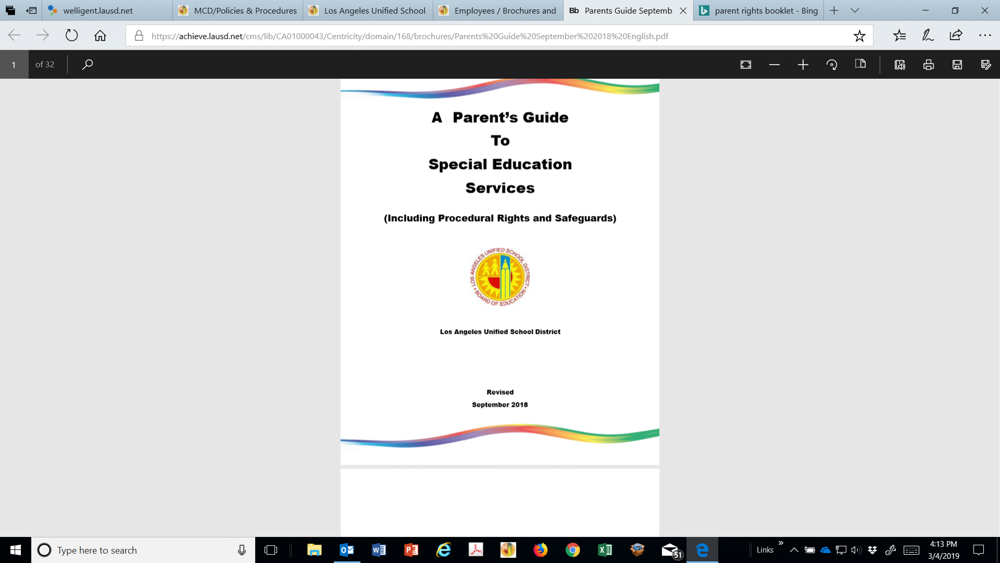 welligent.lausd.net
MCD/Policies & Procedures
Los Angeles Unified School
Employees / Brochures and
Bb Parents Guide Septemb
parent rights booklet - Bing
https://achieve.lausd.net/cms/lib/CA01000043/Centricity/domain/168/brochures/Parents%20Guide%20September%202018%20English.pdf
1 of 32
A Parent's Guide
To
Special Education
Services
(Including Procedural Rights and Safeguards)
LOS ANGELES UNIFIED SCHOOL DISTRICT
BOARD OF EDUCATION
Los Angeles Unified School District
Revised
September 2018
Type here to search
51
Links
4:13 PM
3/4/2019